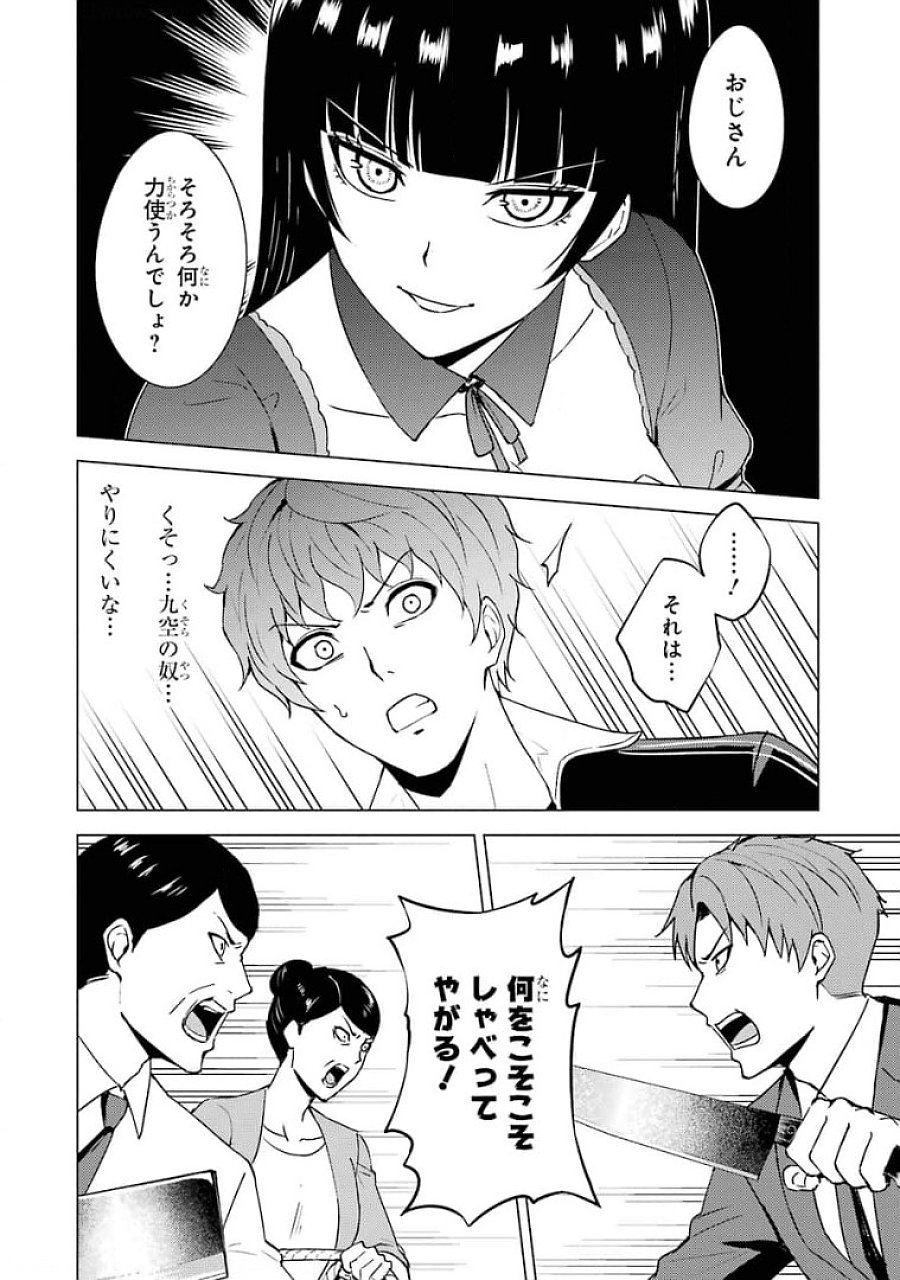 おじさん
そろそろ何か
力使うんでしょ?
……!
それは…
くそっ…九空の奴…
やりにくいな…
何をこそこそ
しゃべって
やがる!